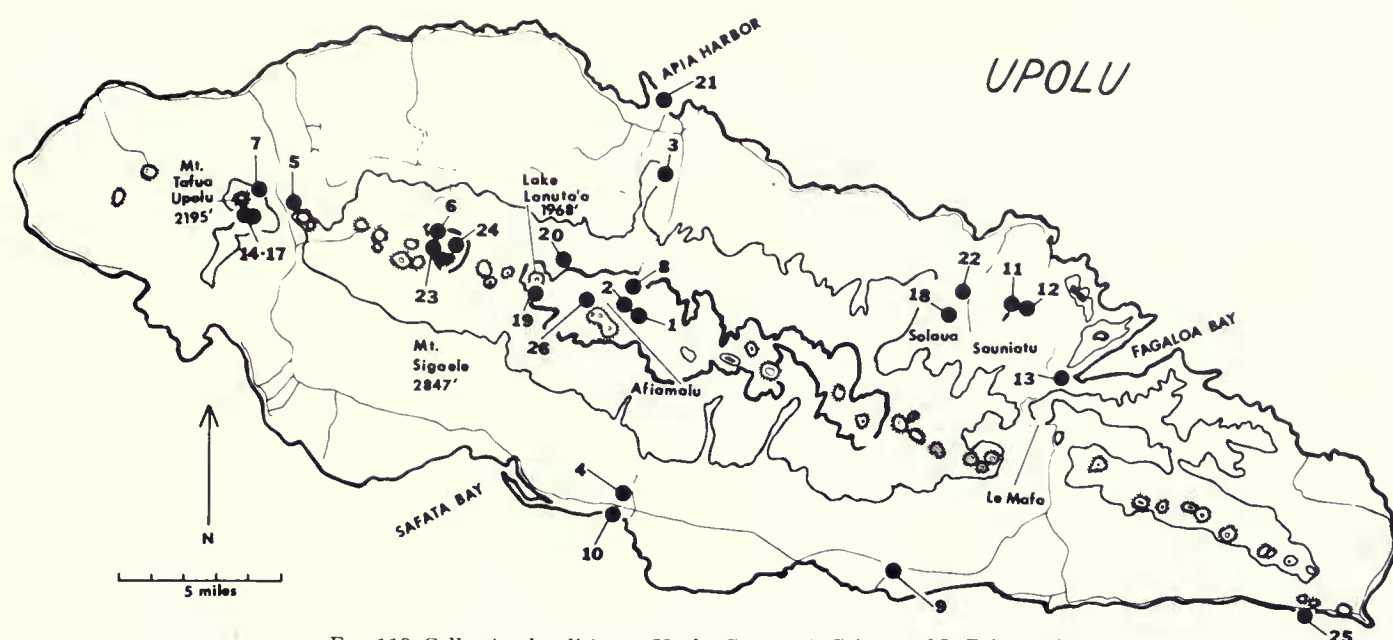 UPOLU
APIA HARBOR
21
3
7
5
Mt.
Tafua
Upolu
2195'
14-17
6
24
23
Lake
Lanuta'a
1968'
20
19
8
2
1
26
Afiamalu
Mt.
Sigaele
2847'
22
18
Solaua
11
12
Sauniatu
FAGALOA BAY
13
Le Mafa
SAFATA BAY
4
10
9
25
N
5 miles